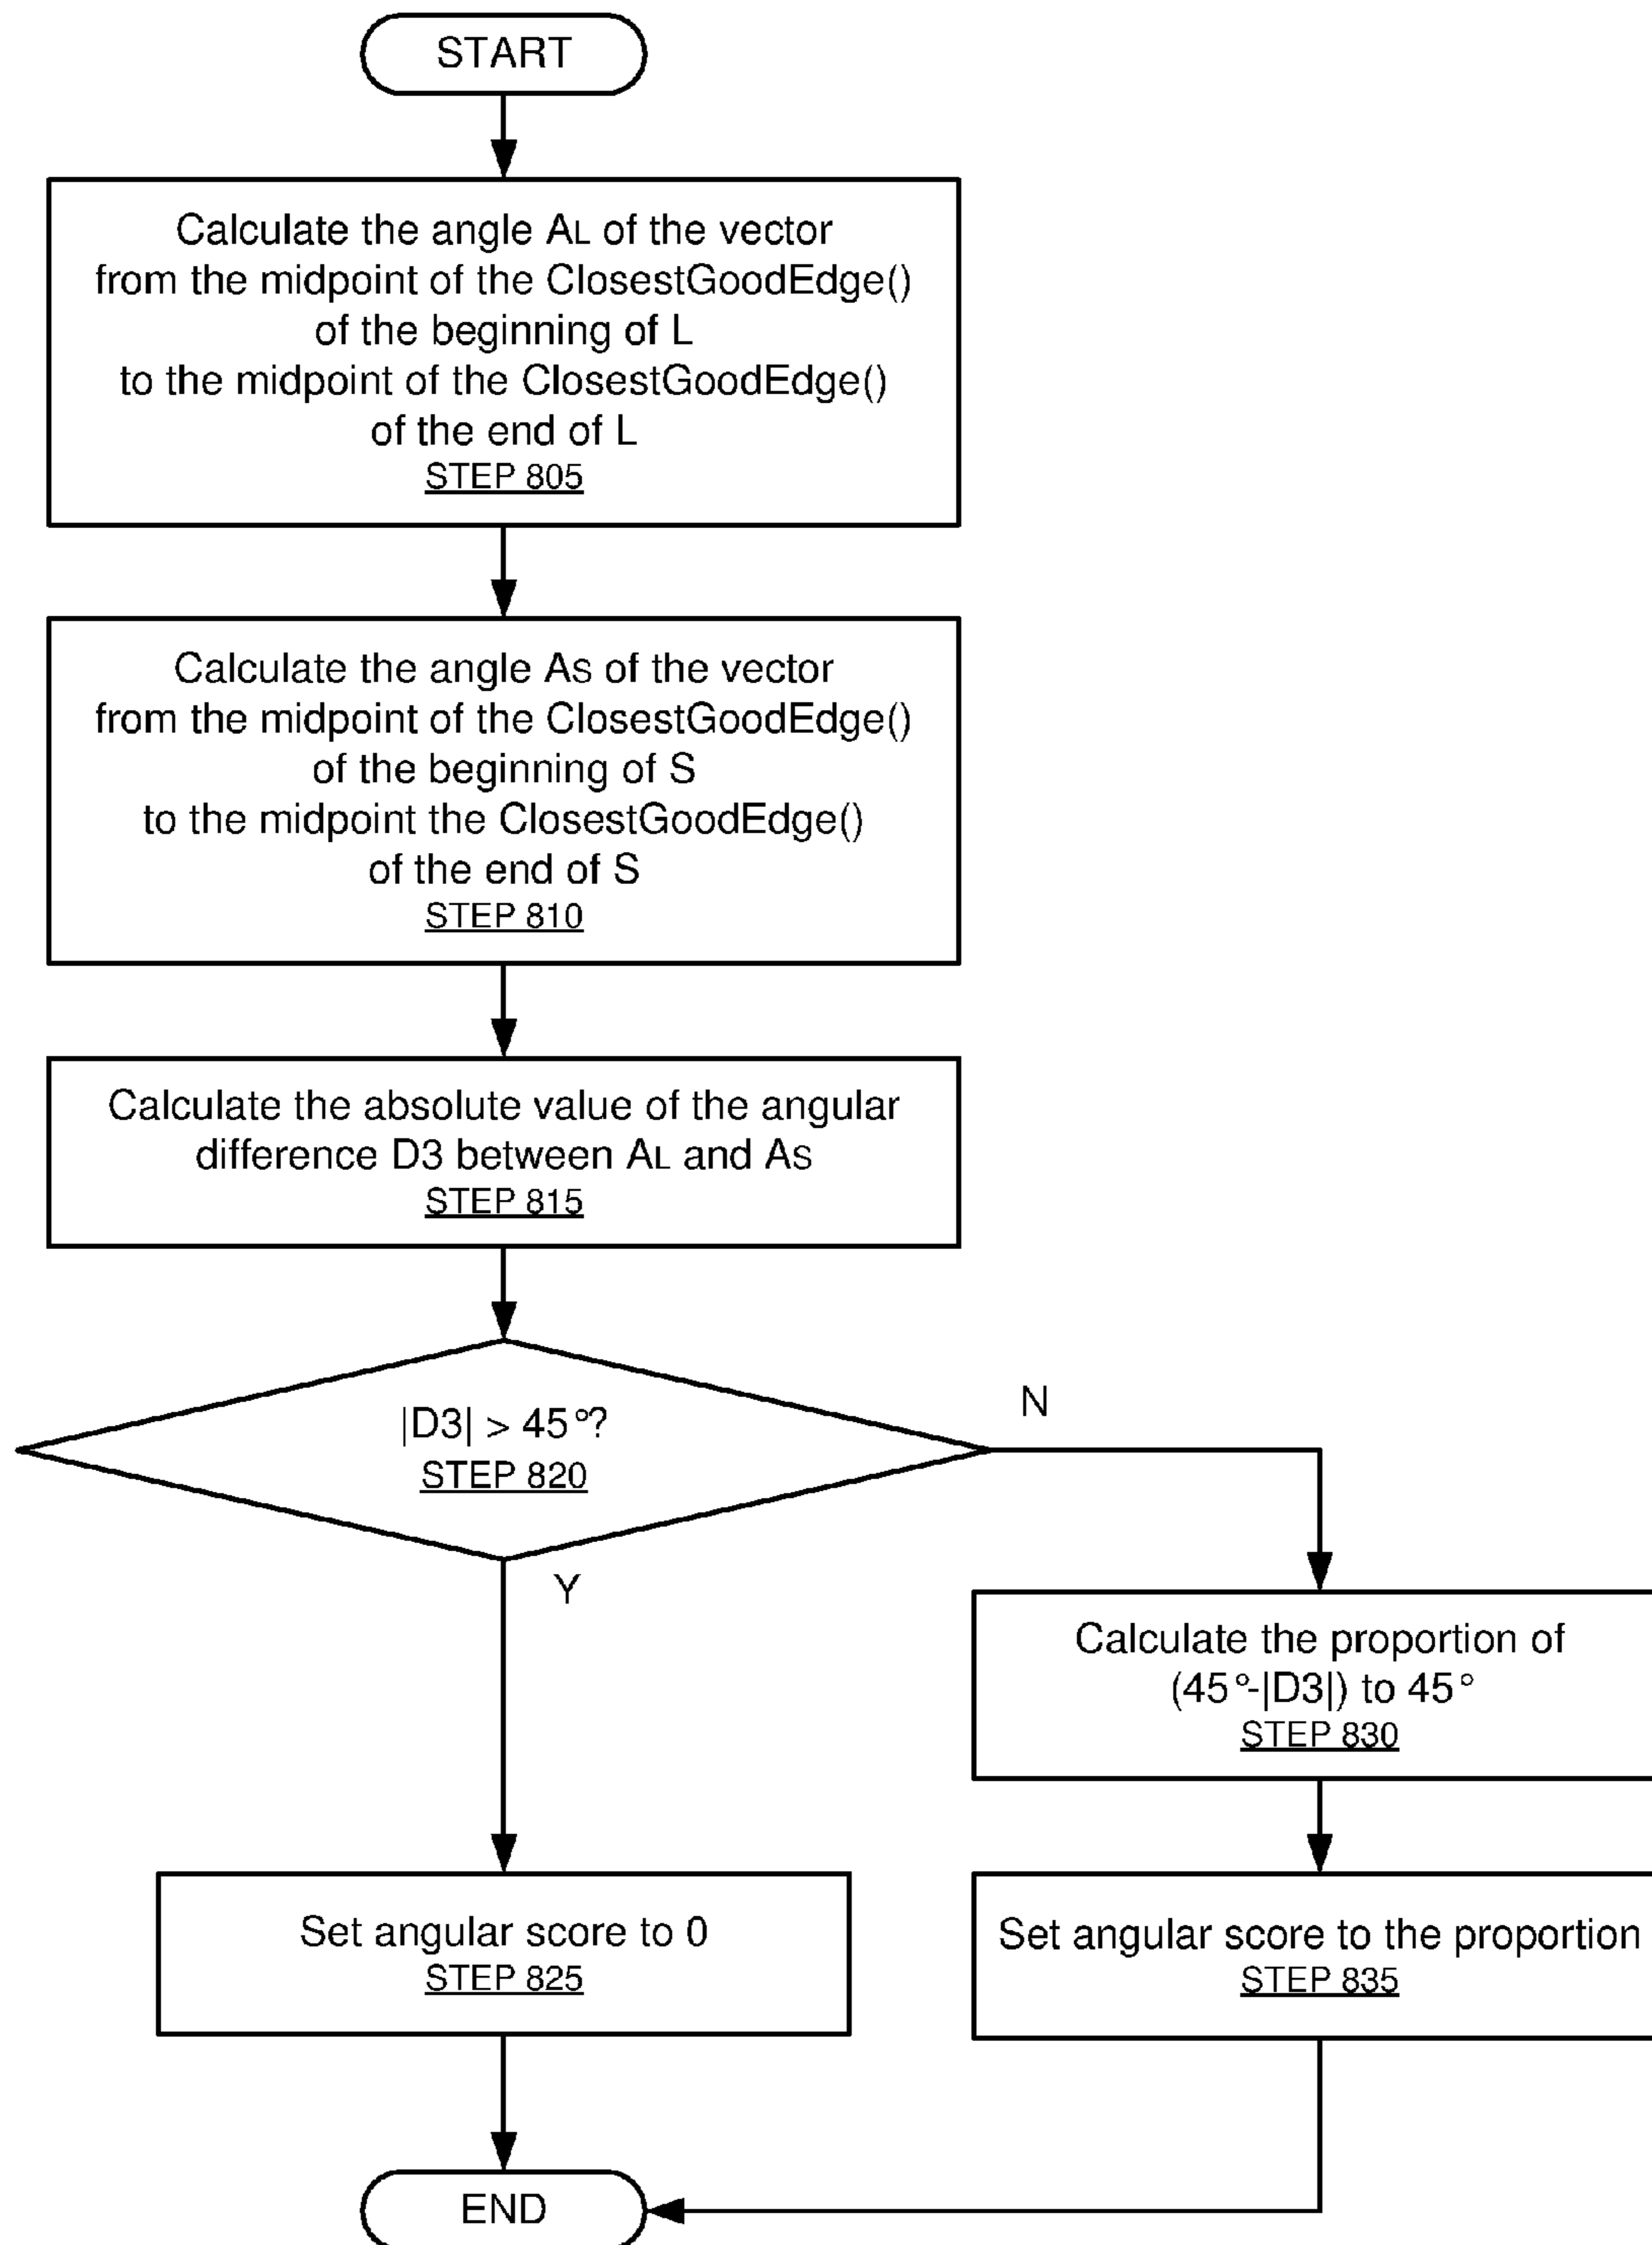 START
Calculate the angle AL of the vector
from the midpoint of the ClosestGoodEdge()
of the beginning of L
to the midpoint of the ClosestGoodEdge()
of the end of L
STEP 805
Calculate the angle AS of the vector
from the midpoint of the ClosestGoodEdge()
of the beginning of S
to the midpoint the ClosestGoodEdge()
of the end of S
STEP 810
Calculate the absolute value of the angular
difference D3 between AL and AS
STEP 815
|D3| > 45°?
STEP 820
N
Y
Calculate the proportion of
(45°-|D3|) to 45°
STEP 830
Set angular score to 0
STEP 825
Set angular score to the proportion
STEP 835
END